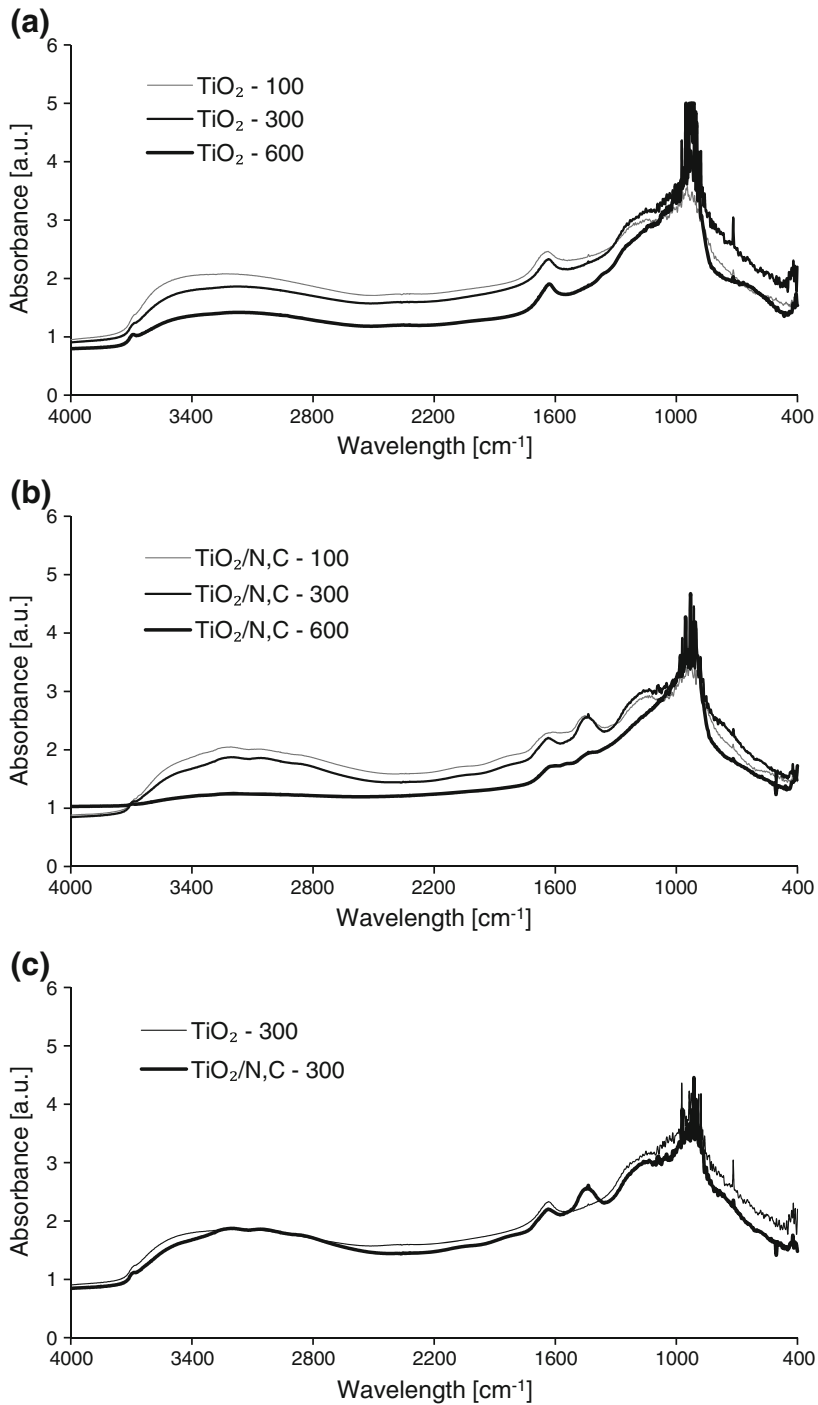 (a)
6
5
4
3
2
1
0
Absorbance [a.u.]
TiO₂ - 100
TiO₂ - 300
TiO₂ - 600
4000 3400 2800 2200 1600 1000 400
Wavelength [cm⁻¹]
(b)
6
5
4
3
2
1
0
Absorbance [a.u.]
TiO₂/N,C - 100
TiO₂/N,C - 300
TiO₂/N,C - 600
4000 3400 2800 2200 1600 1000 400
Wavelength [cm⁻¹]
(c)
6
5
4
3
2
1
0
Absorbance [a.u.]
TiO₂ - 300
TiO₂/N,C - 300
4000 3400 2800 2200 1600 1000 400
Wavelength [cm⁻¹]